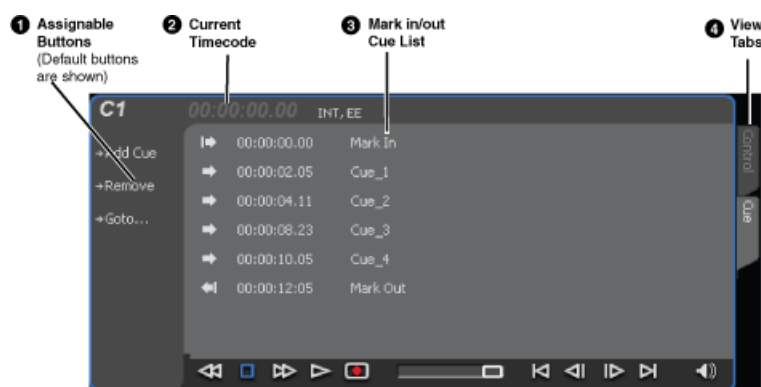 1 Assignable Buttons
(Default buttons are shown)
2 Current Timecode
3 Mark in/out Cue List
4 View Tabs
C1 00:00:00.00 INT, EE
Add Cue
Remove
Goto...
00:00:00.00 Mark In
00:00:02.05 Cue_1
00:00:04.11 Cue_2
00:00:08.23 Cue_3
00:00:10.05 Cue_4
00:00:12:05 Mark Out
Control
Cue